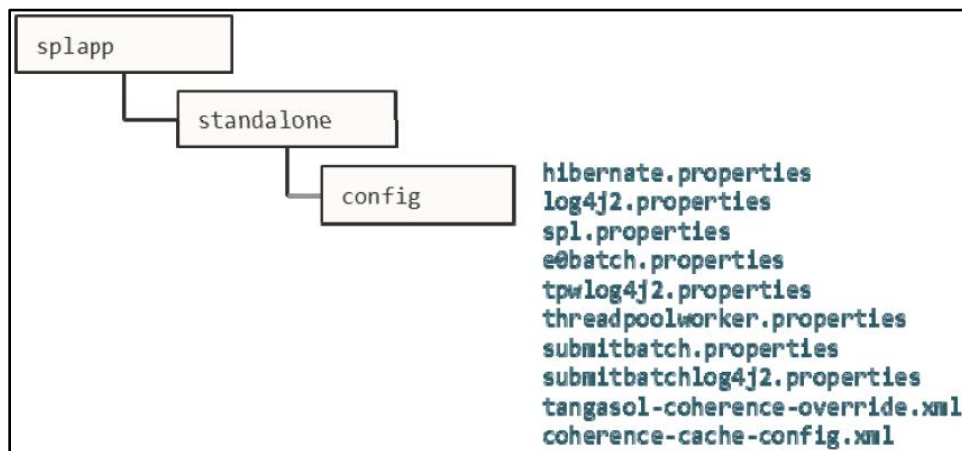 splapp
standalone
config
hibernate.properties
log4j2.properties
spl.properties
e0batch.properties
tpwlog4j2.properties
threadpoolworker.properties
submitbatch.properties
submitbatchlog4j2.properties
tangasol-coherence-override.xml
coherence-cache-config.xml